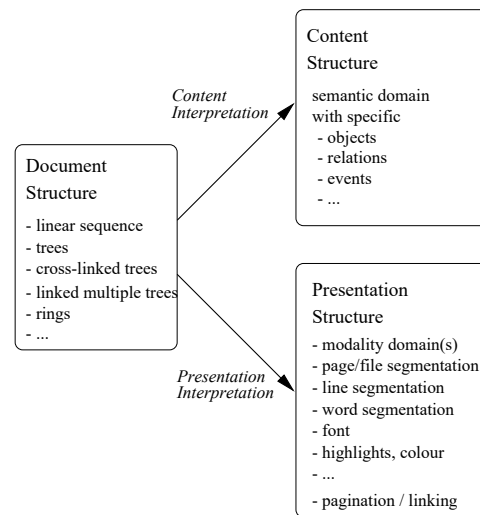 Content
Structure
semantic domain
with specific
- objects
- relations
- events
- ...
Content
Interpretation
Document
Structure
- linear sequence
- trees
- cross-linked trees
- linked multiple trees
- rings
- ...
Presentation
Interpretation
Presentation
Structure
- modality domain(s)
- page/file segmentation
- line segmentation
- word segmentation
- font
- highlights, colour
- ...
- pagination / linking